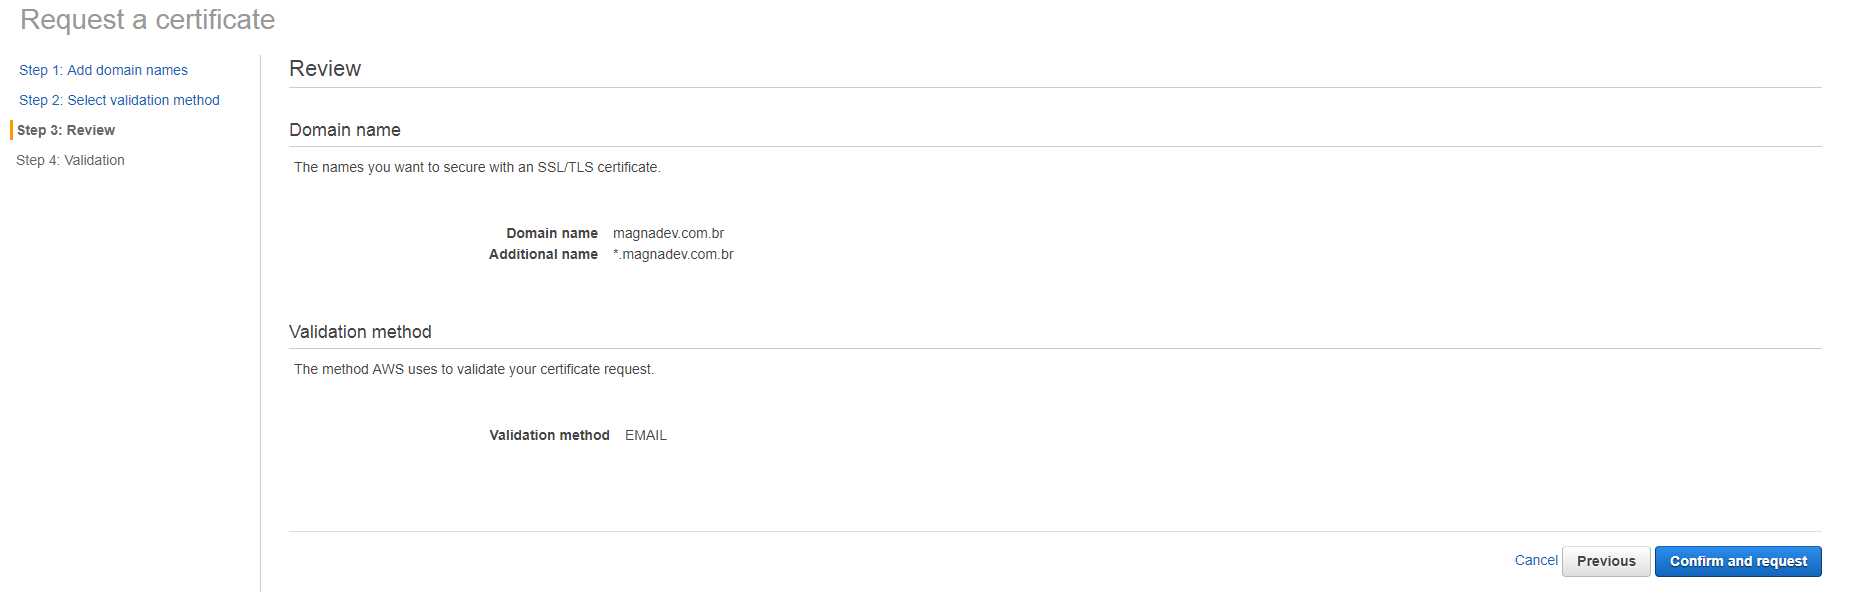 Request a certificate
Step 1: Add domain names
Step 2: Select validation method
Step 3: Review
Step 4: Validation
Review
Domain name
The names you want to secure with an SSL/TLS certificate.
Domain name magnadev.com.br
Additional name *.magnadev.com.br
Validation method
The method AWS uses to validate your certificate request.
Validation method EMAIL
Cancel Previous Confirm and request